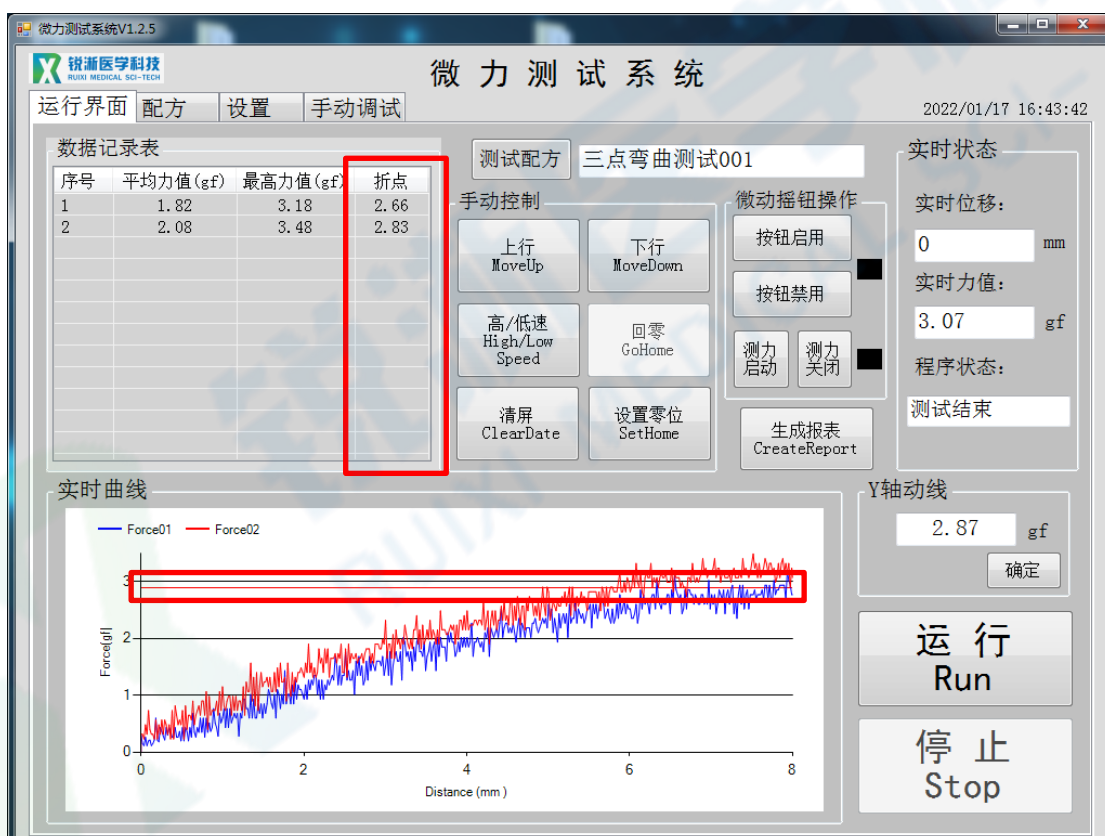 微力测试系统V1.2.5
锐浙医学科技
RUIXI MEDICAL SCI-TECH
微力测试系统
运行界面 配方 设置 手动调试
2022/01/17 16:43:42
数据记录表
序号 平均力值(gf) 最高力值(gf) 折点
1 1.82 3.18 2.66
2 2.08 3.48 2.83
测试配方 三点弯曲测试001
手动控制
上行
MoveUp
下行
MoveDown
高/低速
High/Low
Speed
回零
GoHome
清屏
ClearDate
设置零位
SetHome
微动摇钮操作
按钮启用
按钮禁用
测力
启动
测力
关闭
生成报表
CreateReport
实时状态
实时位移:
0 mm
实时力值:
3.07 gf
程序状态:
测试结束
实时曲线
Force01 Force02
3
2
1
0
Force[gf]
0 2 4 6 8
Distance (mm )
Y轴动线
2.87 gf
确定
运 行
Run
停 止
Stop